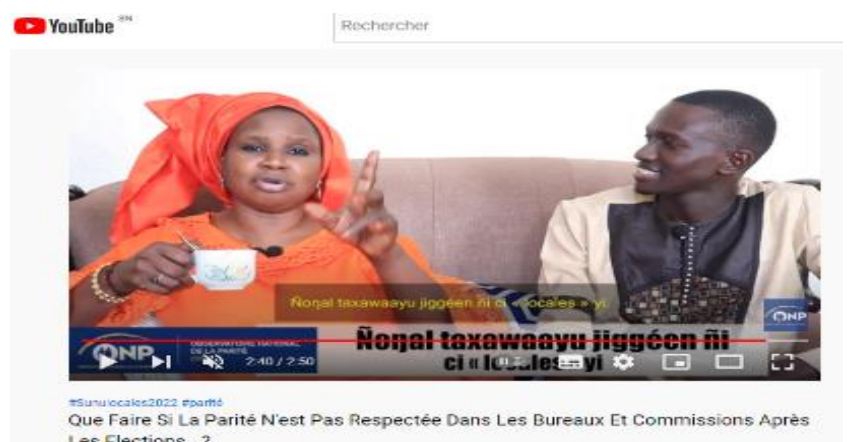 YouTube SN
Rechercher
Ñoŋal taxawaayu jiggéen ñi ci « locales » yi
ONP
ONP
OBSERVATOIRE NATIONAL
DE LA PARITÉ
2:40 / 2:50
Ñoŋal taxawaayu jiggéen ñi
ci « locales » yi
#Sunulocales2022 #parité
Que Faire Si La Parité N'est Pas Respectée Dans Les Bureaux Et Commissions Après
Les Elections...?